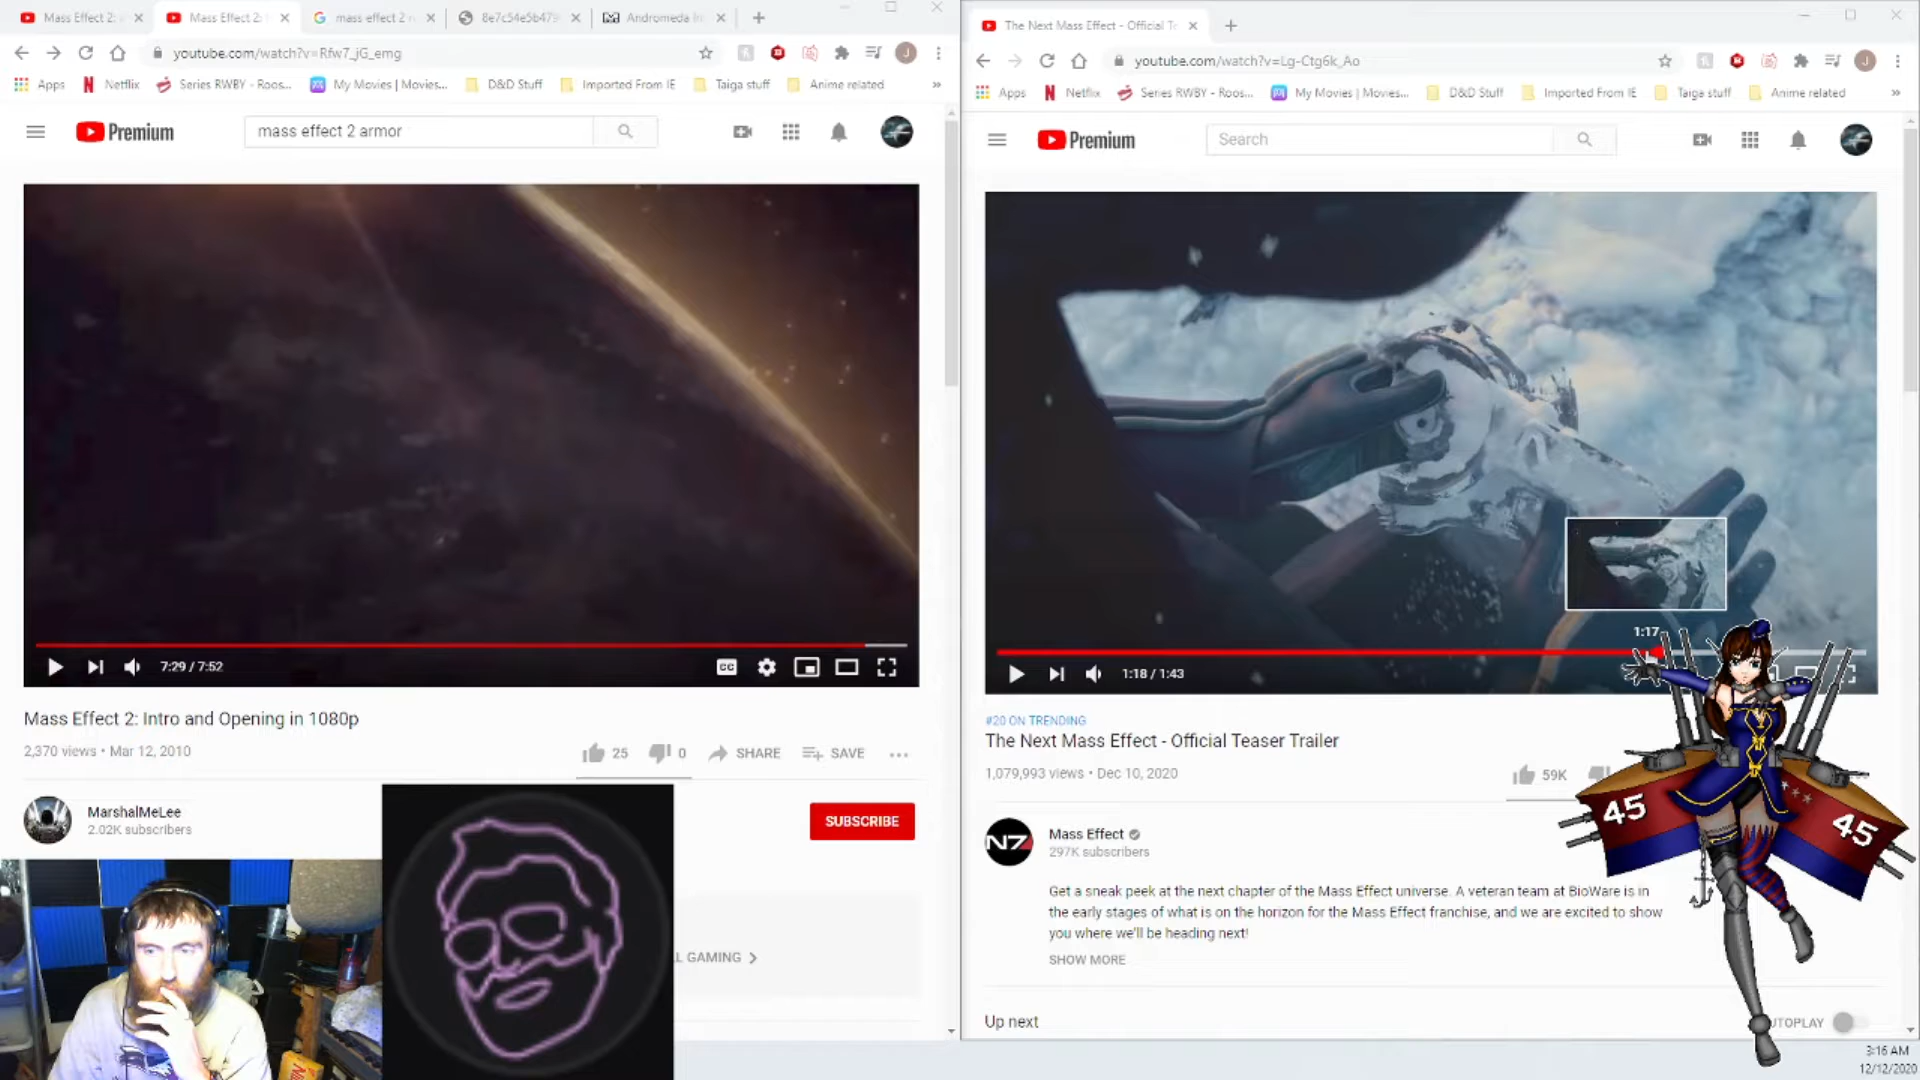 Mass Effect 2:
Mass Effect 2:
mass effect 2
8e7c54e5b479
Andromeda In
youtube.com/watch?v=Rfw7_jG_emg
J
Apps
Netflix
Series RWBY - Roos...
My Movies | Movies...
D&D Stuff
Imported From IE
Taiga stuff
Anime related
»
Premium
mass effect 2 armor
7:29 / 7:52
CC
Mass Effect 2: Intro and Opening in 1080p
2,370 views • Mar 12, 2010
25
0
SHARE
SAVE
MarshalMeLee
2.02K subscribers
SUBSCRIBE
L GAMING
The Next Mass Effect - Official Te
youtube.com/watch?v=Lg-Ctg6k_Ao
J
Apps
Netflix
Series RWBY - Roos...
My Movies | Movies...
D&D Stuff
Imported From IE
Taiga stuff
Anime related
»
Premium
Search
1:17
1:18 / 1:43
#20 ON TRENDING
The Next Mass Effect - Official Teaser Trailer
1,079,993 views • Dec 10, 2020
59K
N7
Mass Effect
297K subscribers
Get a sneak peek at the next chapter of the Mass Effect universe. A veteran team at BioWare is in
the early stages of what is on the horizon for the Mass Effect franchise, and we are excited to show
you where we'll be heading next!
SHOW MORE
Up next
UTOPLAY
45
45
3:16 AM
12/12/2020